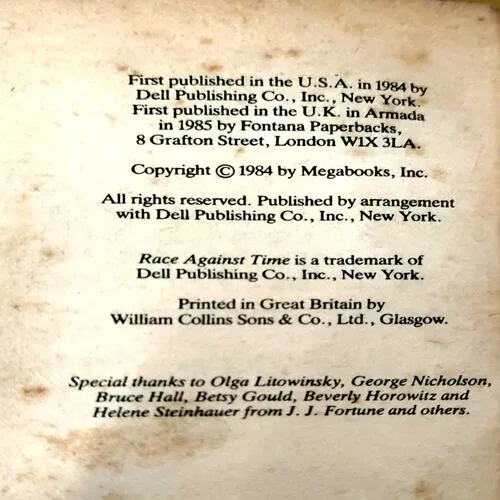 First published in the U.S.A. in 1984 by
Dell Publishing Co., Inc., New York.
First published in the U.K. in Armada
in 1985 by Fontana Paperbacks,
8 Grafton Street, London W1X 3LA.
Copyright © 1984 by Megabooks, Inc.
All rights reserved. Published by arrangement
with Dell Publishing Co., Inc., New York.
Race Against Time is a trademark of
Dell Publishing Co., Inc., New York.
Printed in Great Britain by
William Collins Sons & Co., Ltd., Glasgow.
Special thanks to Olga Litowinsky, George Nicholson,
Bruce Hall, Betsy Gould, Beverly Horowitz and
Helene Steinhauer from J. J. Fortune and others.